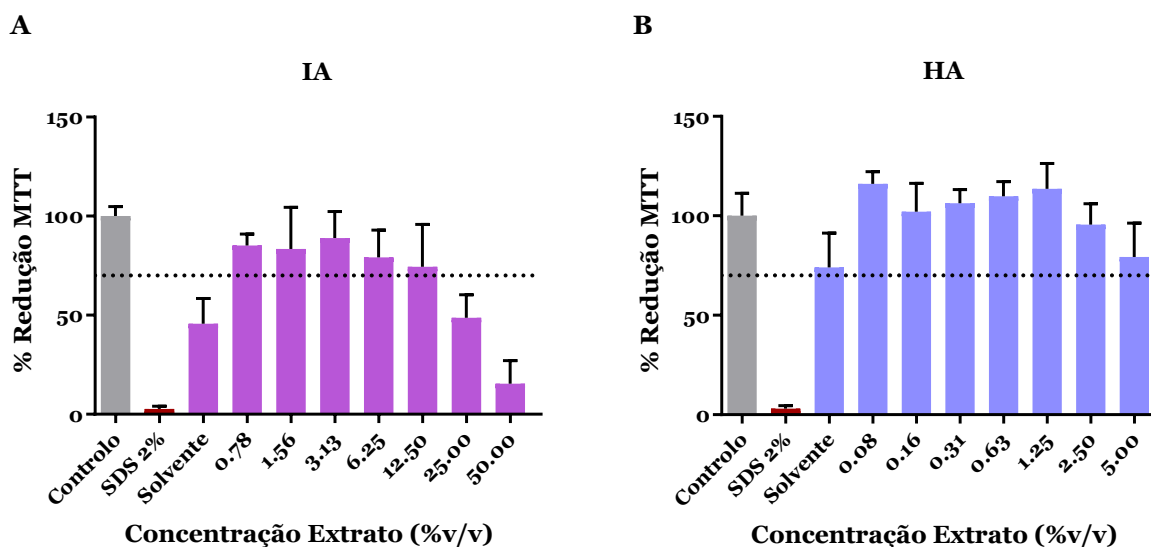 A
IA
150
100
50
0
% Redução MTT
Controlo
SDS 2%
Solvente
0.78
1.56
3.13
6.25
12.50
25.00
50.00
Concentração Extrato (%v/v)
B
HA
150
100
50
0
% Redução MTT
Controlo
SDS 2%
Solvente
0.08
0.16
0.31
0.63
1.25
2.50
5.00
Concentração Extrato (%v/v)